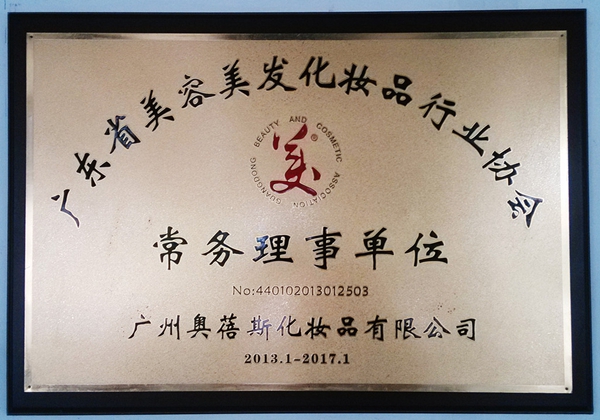 广东省美容美发化妆品行业协会
BEAUTY AND COSMETIC ASSOCIATION GUANGDONG
美®
常务理事单位
No:440102013012503
广州奥蓓斯化妆品有限公司
2013.1-2017.1